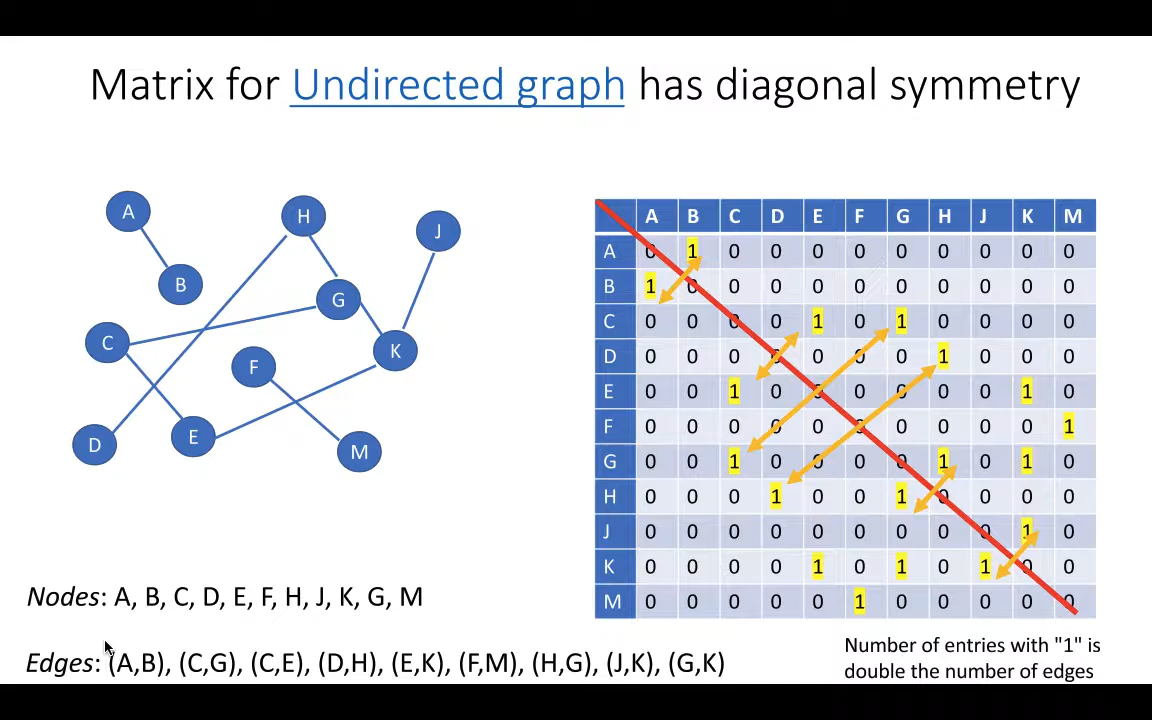 Matrix for Undirected graph has diagonal symmetry
A
H
J
B
G
C
K
F
D
E
M
A B C D E F G H J K M
A 0 1 0 0 0 0 0 0 0 0 0
B 1 0 0 0 0 0 0 0 0 0 0
C 0 0 0 0 1 0 1 0 0 0 0
D 0 0 0 0 0 0 0 1 0 0 0
E 0 0 1 0 0 0 0 0 0 1 0
F 0 0 0 0 0 0 0 0 0 0 1
G 0 0 1 0 0 0 0 1 0 1 0
H 0 0 0 1 0 0 1 0 0 0 0
J 0 0 0 0 0 0 0 0 0 1 0
K 0 0 0 0 1 0 1 0 1 0 0
M 0 0 0 0 0 1 0 0 0 0 0
Nodes: A, B, C, D, E, F, H, J, K, G, M
Edges: (A,B), (C,G), (C,E), (D,H), (E,K), (F,M), (H,G), (J,K), (G,K)
Number of entries with "1" is
double the number of edges